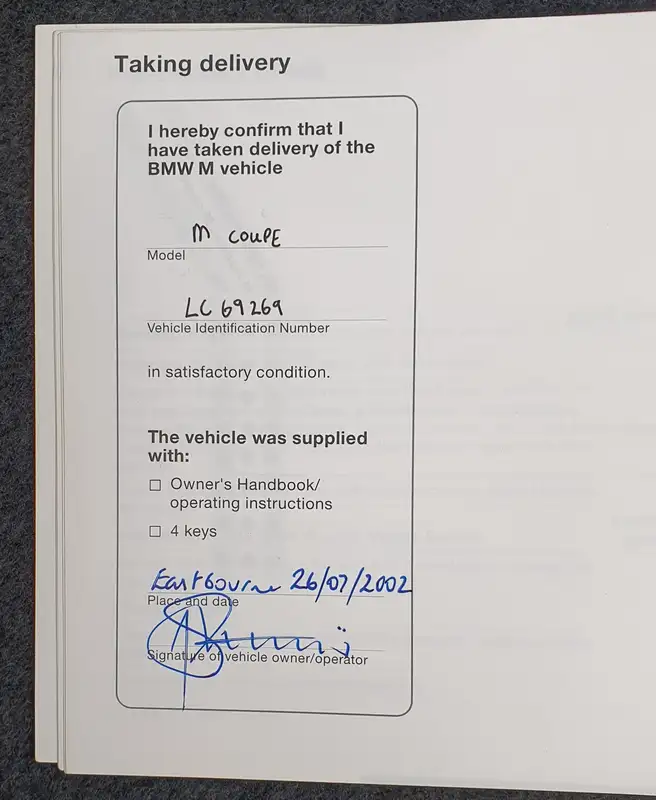 Taking delivery
I hereby confirm that I
have taken delivery of the
BMW M vehicle
M COUPE
Model
LC 69269
Vehicle Identification Number
in satisfactory condition.
The vehicle was supplied
with:
Owner's Handbook/
operating instructions
4 keys
Eastbourne 26/07/2002
Place and date
Signature of vehicle owner/operator